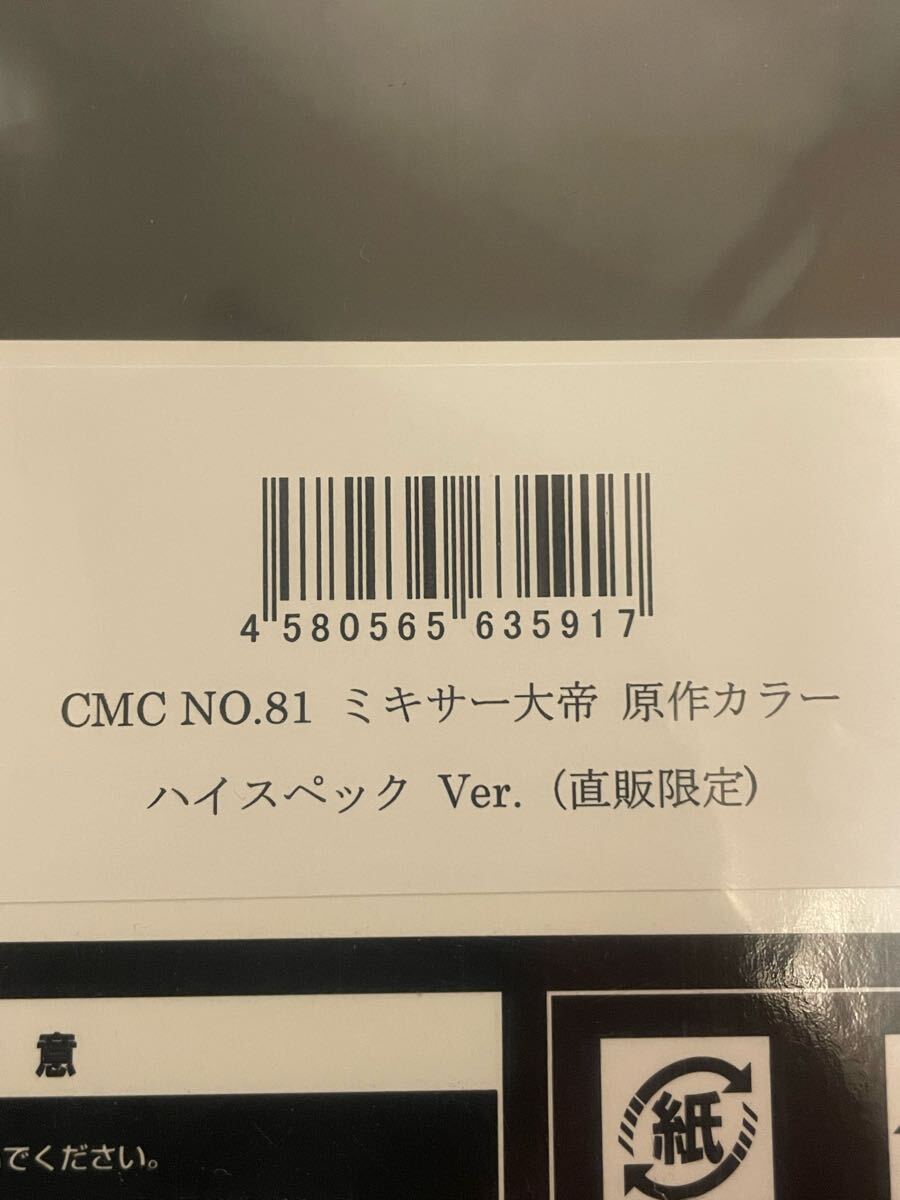 4 580565 635917
CMC NO.81 ミキサー大帝 原作カラー
ハイスペック Ver. (直販限定)
意
でください。
紙